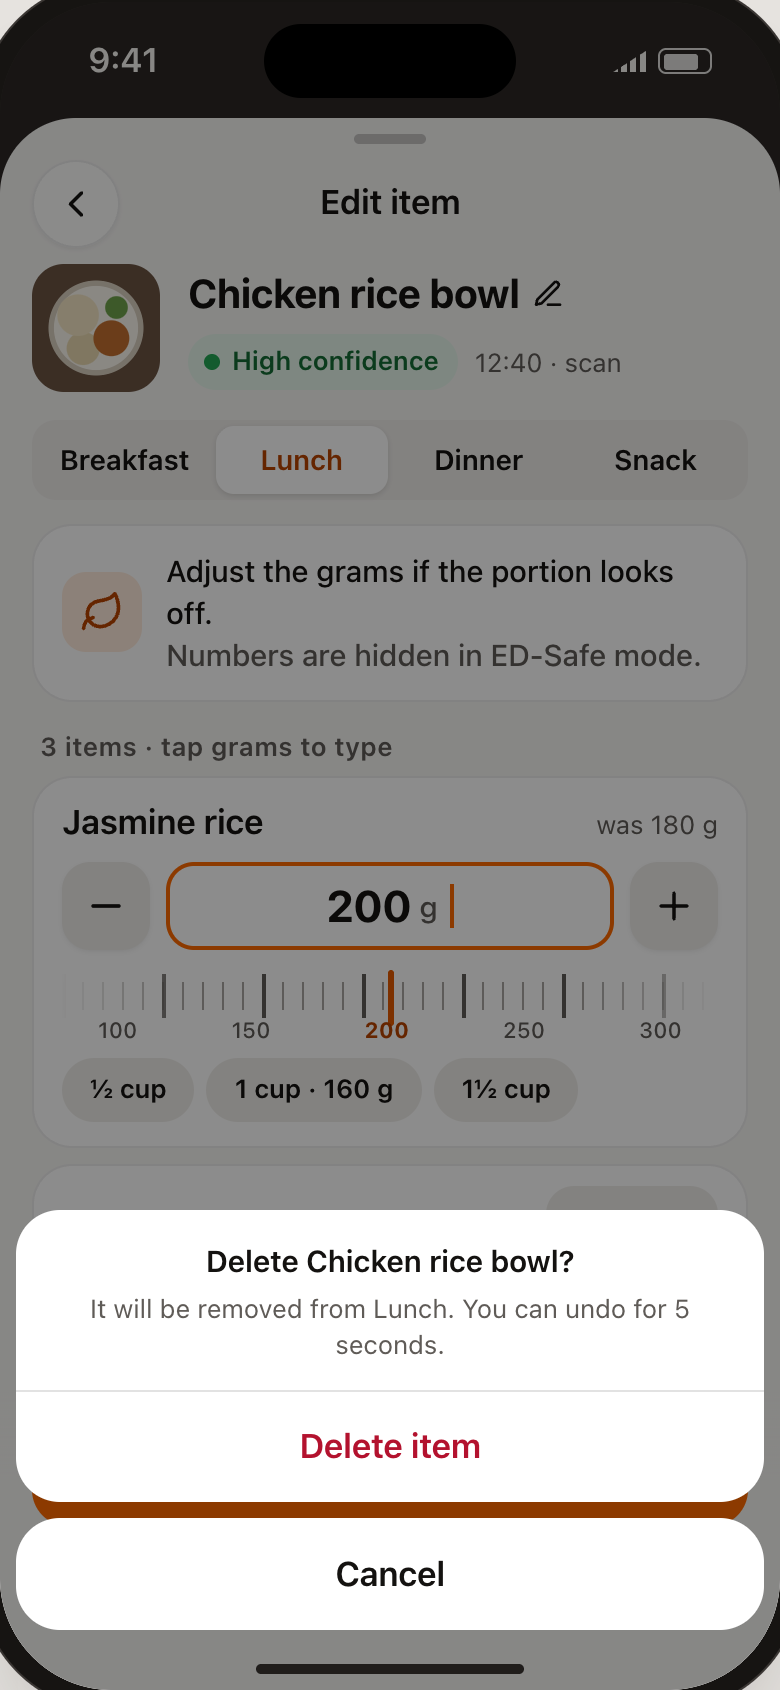 9:41
Edit item
Chicken rice bowl
High confidence
12:40 · scan
Breakfast
Lunch
Dinner
Snack
Adjust the grams if the portion looks
off.
Numbers are hidden in ED-Safe mode.
3 items · tap grams to type
Jasmine rice
was 180 g
200 g
100
150
200
250
300
½ cup
1 cup · 160 g
1½ cup
Delete Chicken rice bowl?
It will be removed from Lunch. You can undo for 5
seconds.
Delete item
Cancel